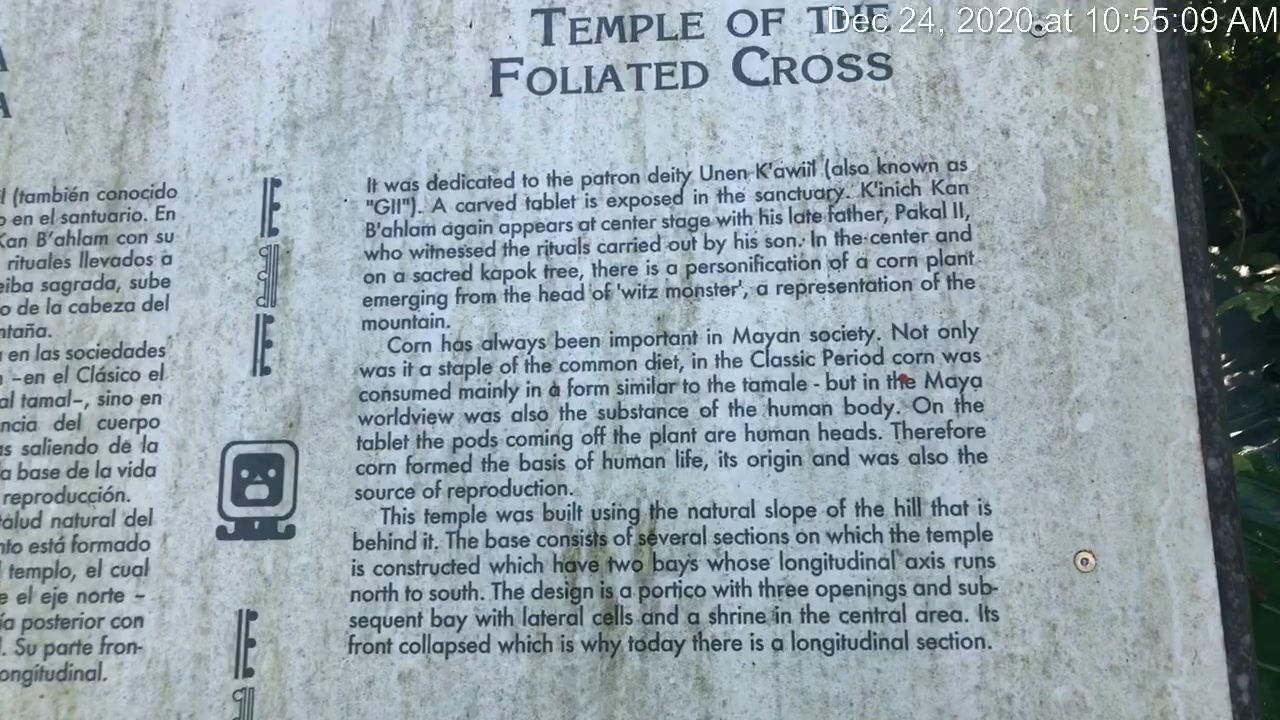 Dec 24, 2020 at 10:55:09 AM
TEMPLE OF THE
FOLIATED CROSS
A
A
(también conocido
en el santuario. En
Kan B'ahlam con su
rituales llevados a
sagrada, sube
o de la cabeza del
en las sociedades
–en el Clásico el
al tamal–, sino en
del cuerpo
saliendo de la
a base de la vida
reproducción.
natural del
está formado
templo, el cual
e el eje norte –
posterior con
. Su parte fron-
It was dedicated to the patron deity Unen K'awiil (also known as
"GII"). A carved tablet is exposed in the sanctuary. K'inich Kan
B'ahlam again appears at center stage with his late father, Pakal II,
who witnessed the rituals carried out by his son. In the center and
on a sacred kapok tree, there is a personification of a corn plant
emerging from the head of 'witz monster', a representation of the
mountain.
Corn has always been important in Mayan society. Not only
was it a staple of the common diet, in the Classic Period corn was
consumed mainly in a form similar to the tamale - but in the Maya
worldview was also the substance of the human body. On the
tablet the pods coming off the plant are human heads. Therefore
corn formed the basis of human life, its origin and was also the
source of reproduction.
This temple was built using the natural slope of the hill that is
behind it. The base consists of several sections on which the temple
is constructed which have two bays whose longitudinal axis runs
north to south. The design is a portico with three openings and sub-
sequent bay with lateral cells and a shrine in the central area. Its
front collapsed which is why today there is a longitudinal section.